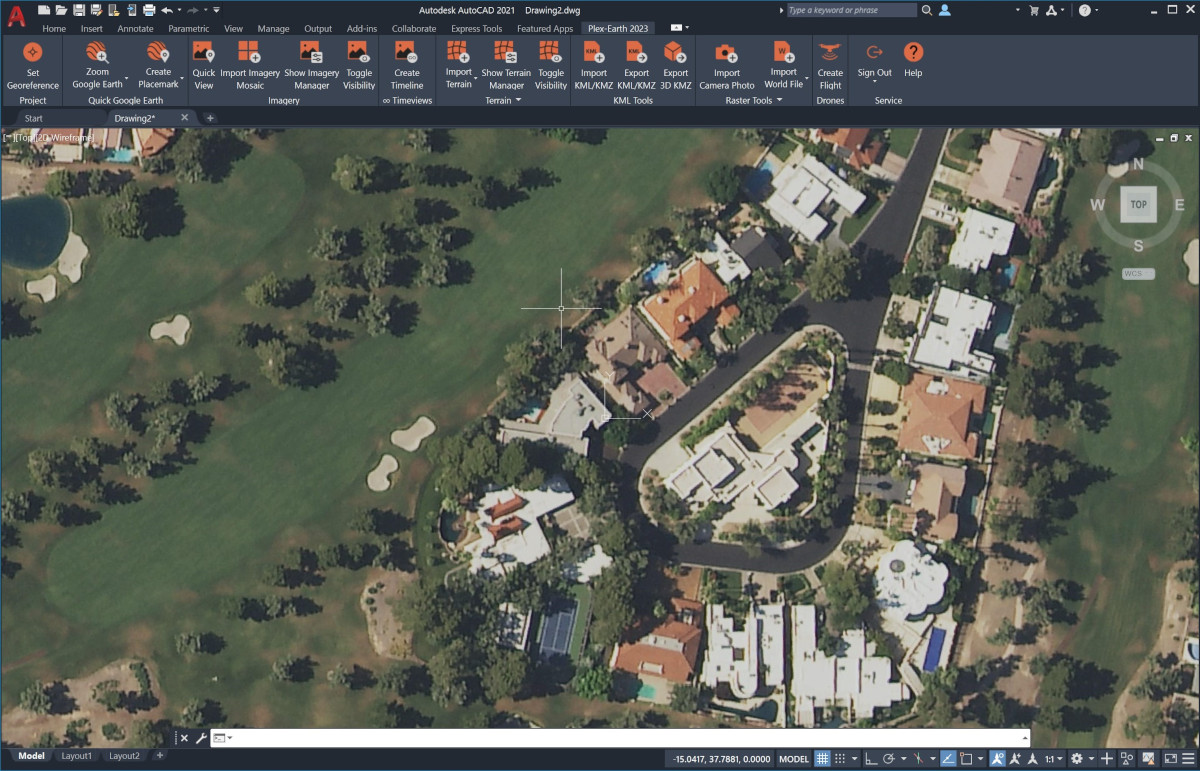 Autodesk AutoCAD 2021 Drawing2.dwg
Type a keyword or phrase
Home Insert Annotate Parametric View Manage Output Add-ins Collaborate Express Tools Featured Apps Plex-Earth 2023
Set Georeference
Project
Zoom Google Earth
Create Placemark
Quick Google Earth
Quick View
Import Imagery Mosaic
Show Imagery Manager
Toggle Visibility
Imagery
Create Timeline
∞ Timeviews
Import Terrain
Show Terrain Manager
Toggle Visibility
Terrain
KML
Import KML/KMZ
KML
Export KML/KMZ
Export 3D KMZ
KML Tools
Import Camera Photo
W
Import World File
Raster Tools
Create Flight
Drones
Sign Out
Help
Service
Start Drawing2*
[−][Top][2D Wireframe]
N
W TOP E
S
WCS
Y
X
Model Layout1 Layout2
-15.0417, 37.7881, 0.0000 MODEL 1:1